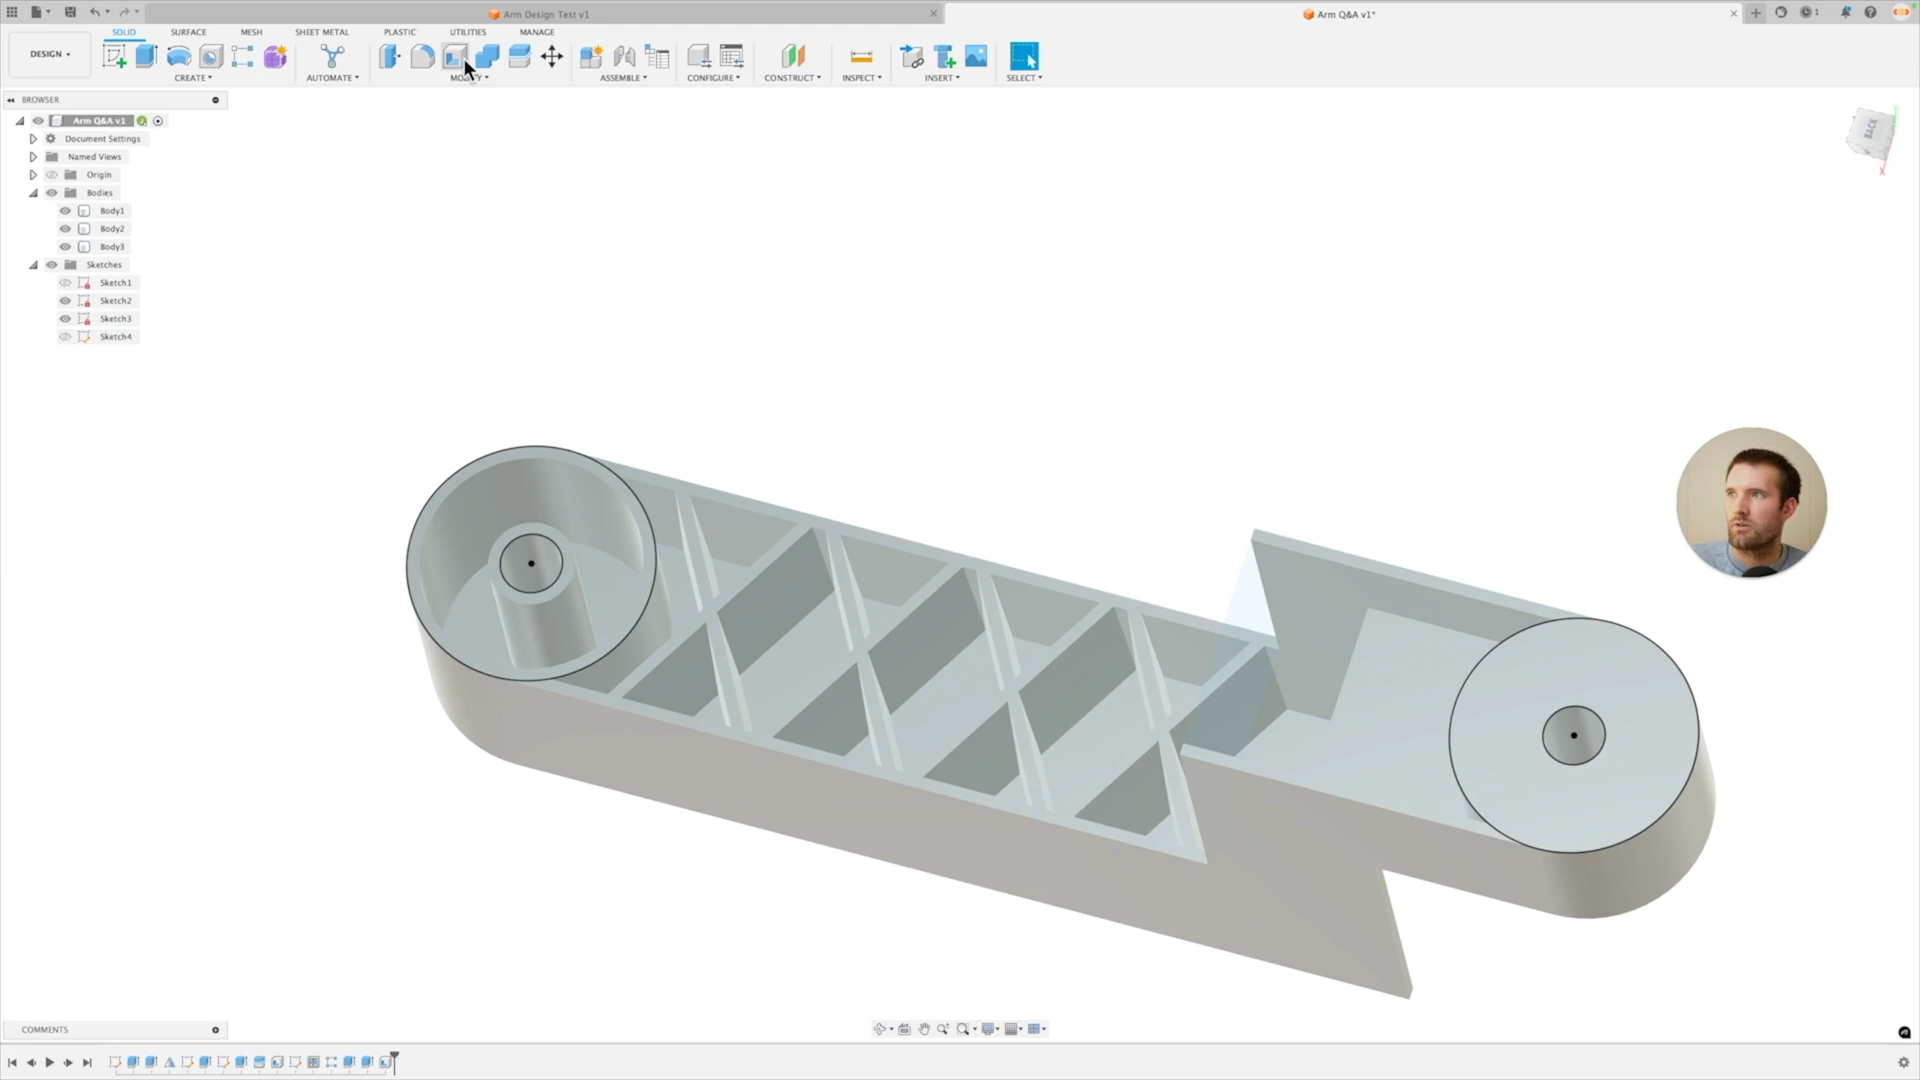 Arm Design Test v1
Arm Q&A v1*
1
DESIGN
SOLID
SURFACE
MESH
SHEET METAL
PLASTIC
UTILITIES
MANAGE
CREATE
AUTOMATE
ASSEMBLE
CONFIGURE
CONSTRUCT
INSPECT
INSERT
SELECT
BROWSER
Arm Q&A v1
Document Settings
Named Views
Origin
Bodies
Body1
Body2
Body3
Sketches
Sketch1
Sketch2
Sketch3
Sketch4
BACK
X
COMMENTS